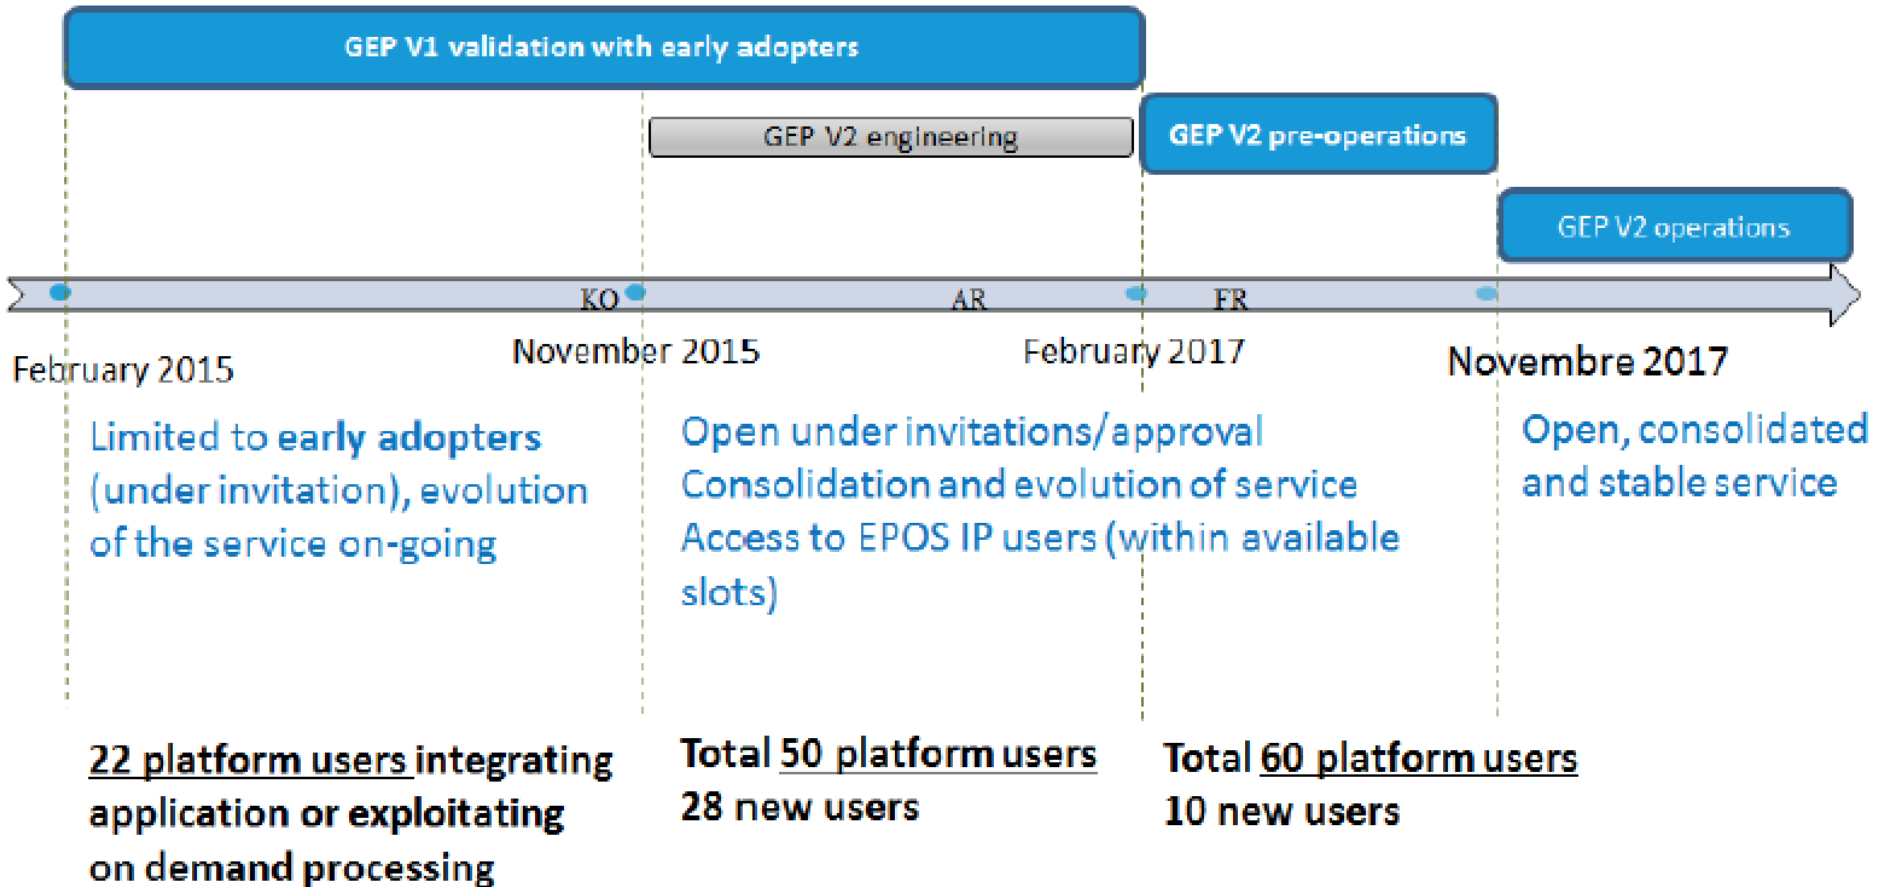 GEP V1 validation with early adopters
GEP V2 engineering
GEP V2 pre-operations
GEP V2 operations
KO
AR
FR
February 2015
November 2015
February 2017
Novembre 2017
Limited to early adopters
(under invitation), evolution
of the service on-going
Open under invitations/approval
Consolidation and evolution of service
Access to EPOS IP users (within available
slots)
Open, consolidated
and stable service
22 platform users integrating
application or exploitating
on demand processing
Total 50 platform users
28 new users
Total 60 platform users
10 new users